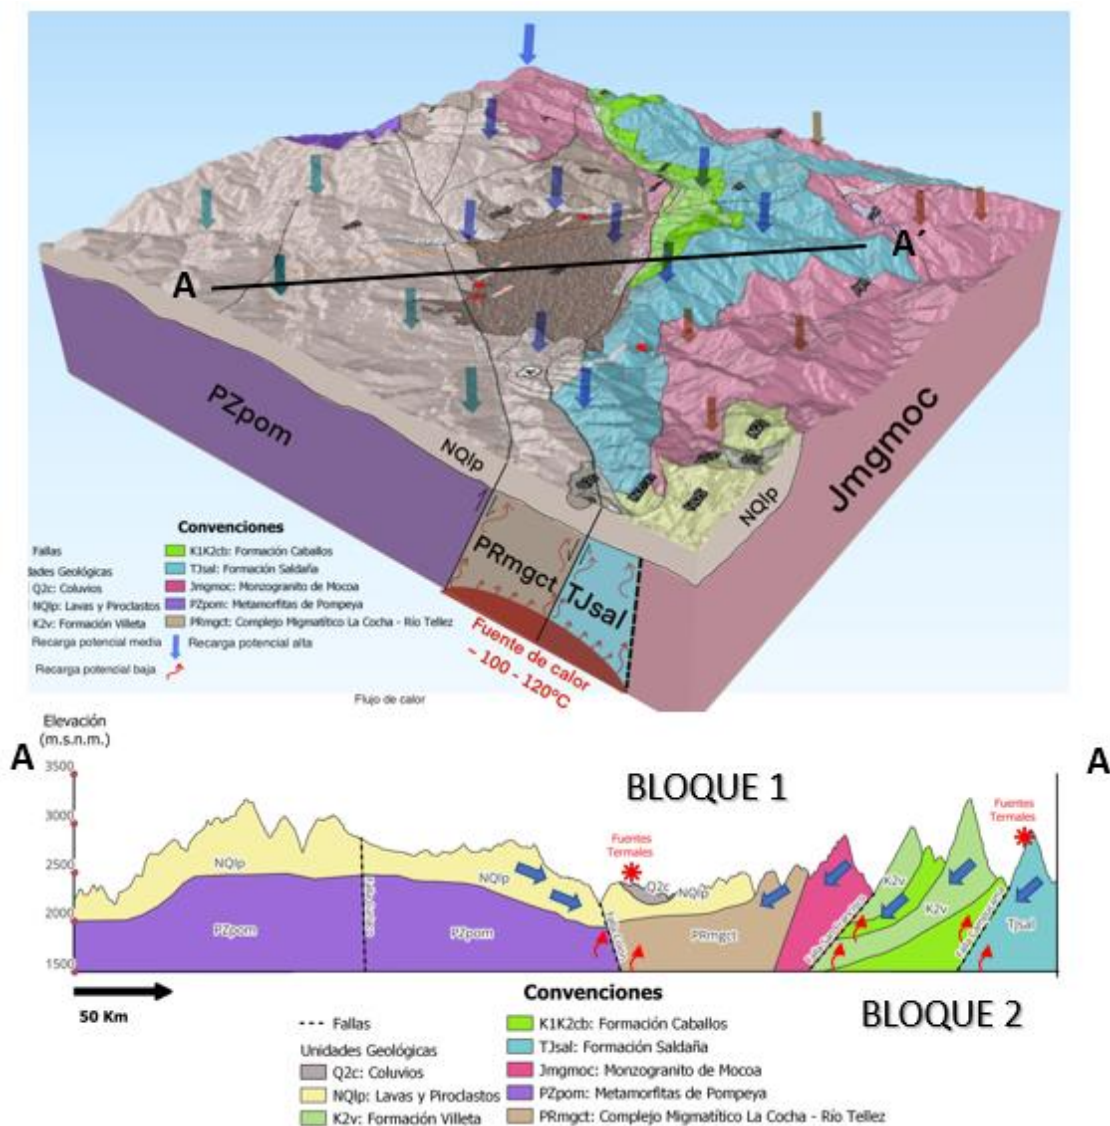 A
A´
PZpom
NQlp
PRmgct
TJsal
NQlp
Jmgmoc
Fuente de calor
~ 100 - 120ºC
Convenciones
Fallas
dades Geológicas
Q2c: Coluvios
NQlp: Lavas y Piroclastos
K2v: Formación Villeta
Recarga potencial media
Recarga potencial baja
K1K2cb: Formación Caballos
TJsal: Formación Saldaña
Jmgmoc: Monzogranito de Mocoa
PZpom: Metamorfitas de Pompeya
PRmgct: Complejo Migmatítico La Cocha - Río Tellez
Recarga potencial alta
Flujo de calor
Elevación
(m.s.n.m.)
A
A
3500
3000
2500
2000
1500
BLOQUE 1
Fuentes
Termales
Fuentes
Termales
NQlp
NQlp
Q2c
NQlp
K2v
K2v
PZpom
PZpom
PRmgct
TJsal
50 Km
BLOQUE 2
Convenciones
Fallas
Unidades Geológicas
Q2c: Coluvios
NQlp: Lavas y Piroclastos
K2v: Formación Villeta
K1K2cb: Formación Caballos
TJsal: Formación Saldaña
Jmgmoc: Monzogranito de Mocoa
PZpom: Metamorfitas de Pompeya
PRmgct: Complejo Migmatítico La Cocha - Río Tellez